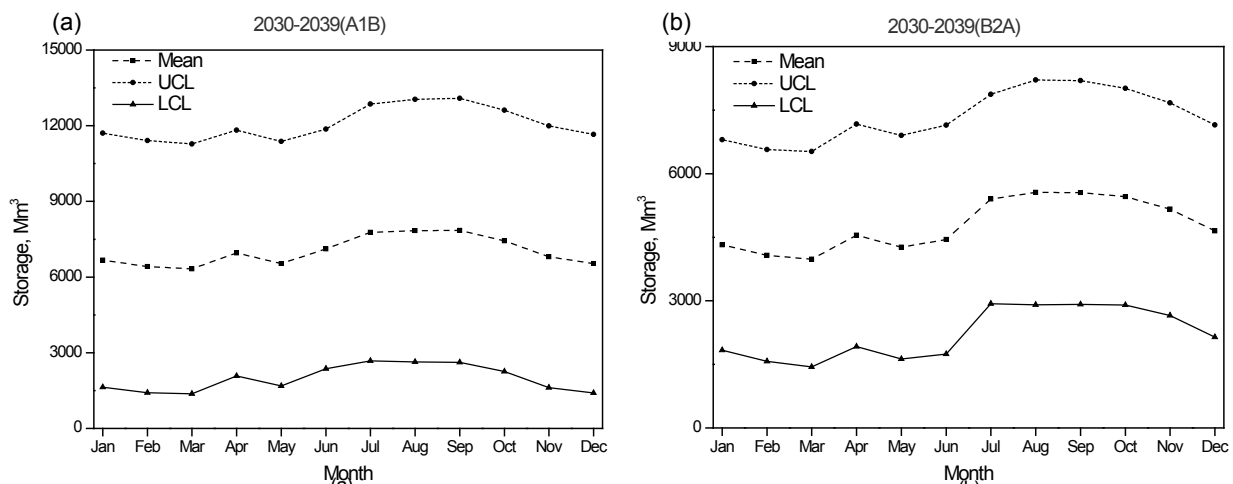 (a)
2030-2039(A1B)
15000
12000
9000
6000
3000
0
Storage, Mm³
Mean
UCL
LCL
Jan Feb Mar Apr May Jun Jul Aug Sep Oct Nov Dec
Month
(b)
2030-2039(B2A)
9000
6000
3000
0
Storage, Mm³
Mean
UCL
LCL
Jan Feb Mar Apr May Jun Jul Aug Sep Oct Nov Dec
Month